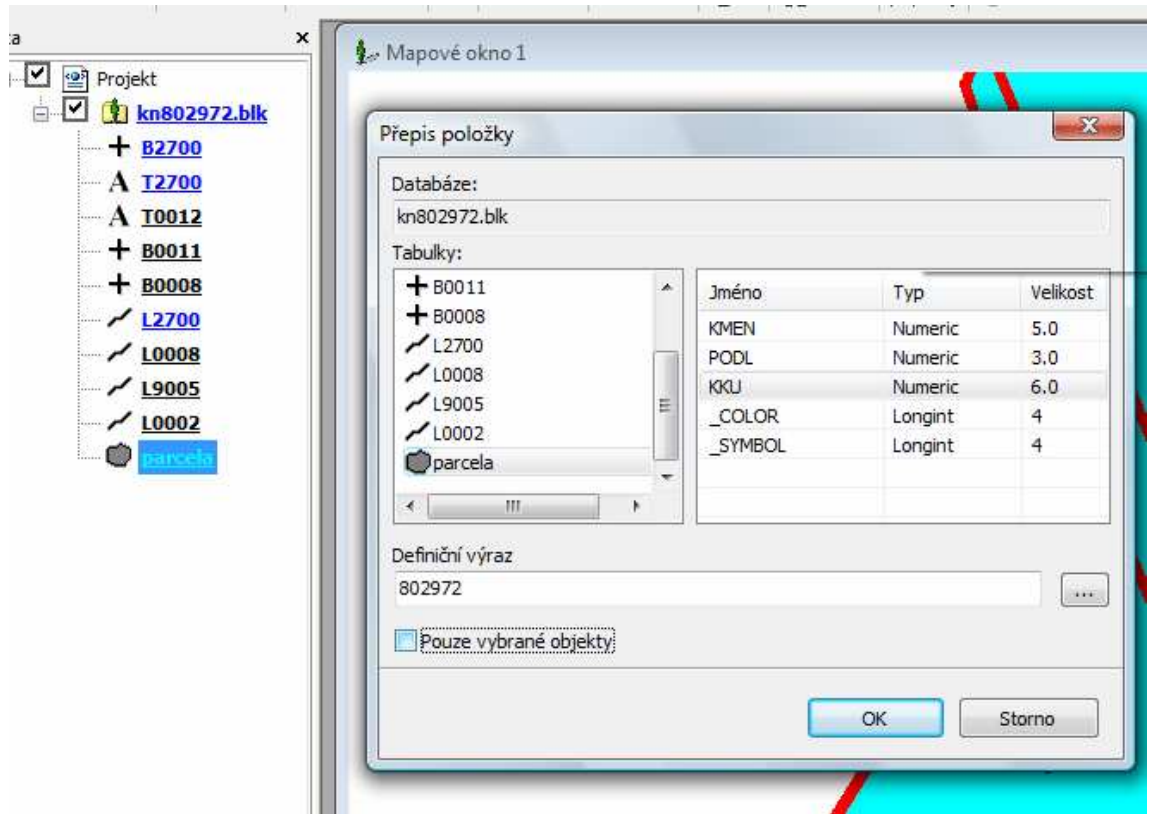 Mapové okno 1
Projekt
kn802972.blk
B2700
T2700
T0012
B0011
B0008
L2700
L0008
L9005
L0002
parcela
Přepis položky
Databáze:
kn802972.blk
Tabulky:
B0011
B0008
L2700
L0008
L9005
L0002
parcela
Jméno Typ Velikost
KMEN Numeric 5.0
PODL Numeric 3.0
KKU Numeric 6.0
_COLOR Longint 4
_SYMBOL Longint 4
Definiční výraz
802972
...
Pouze vybrané objekty
OK Storno